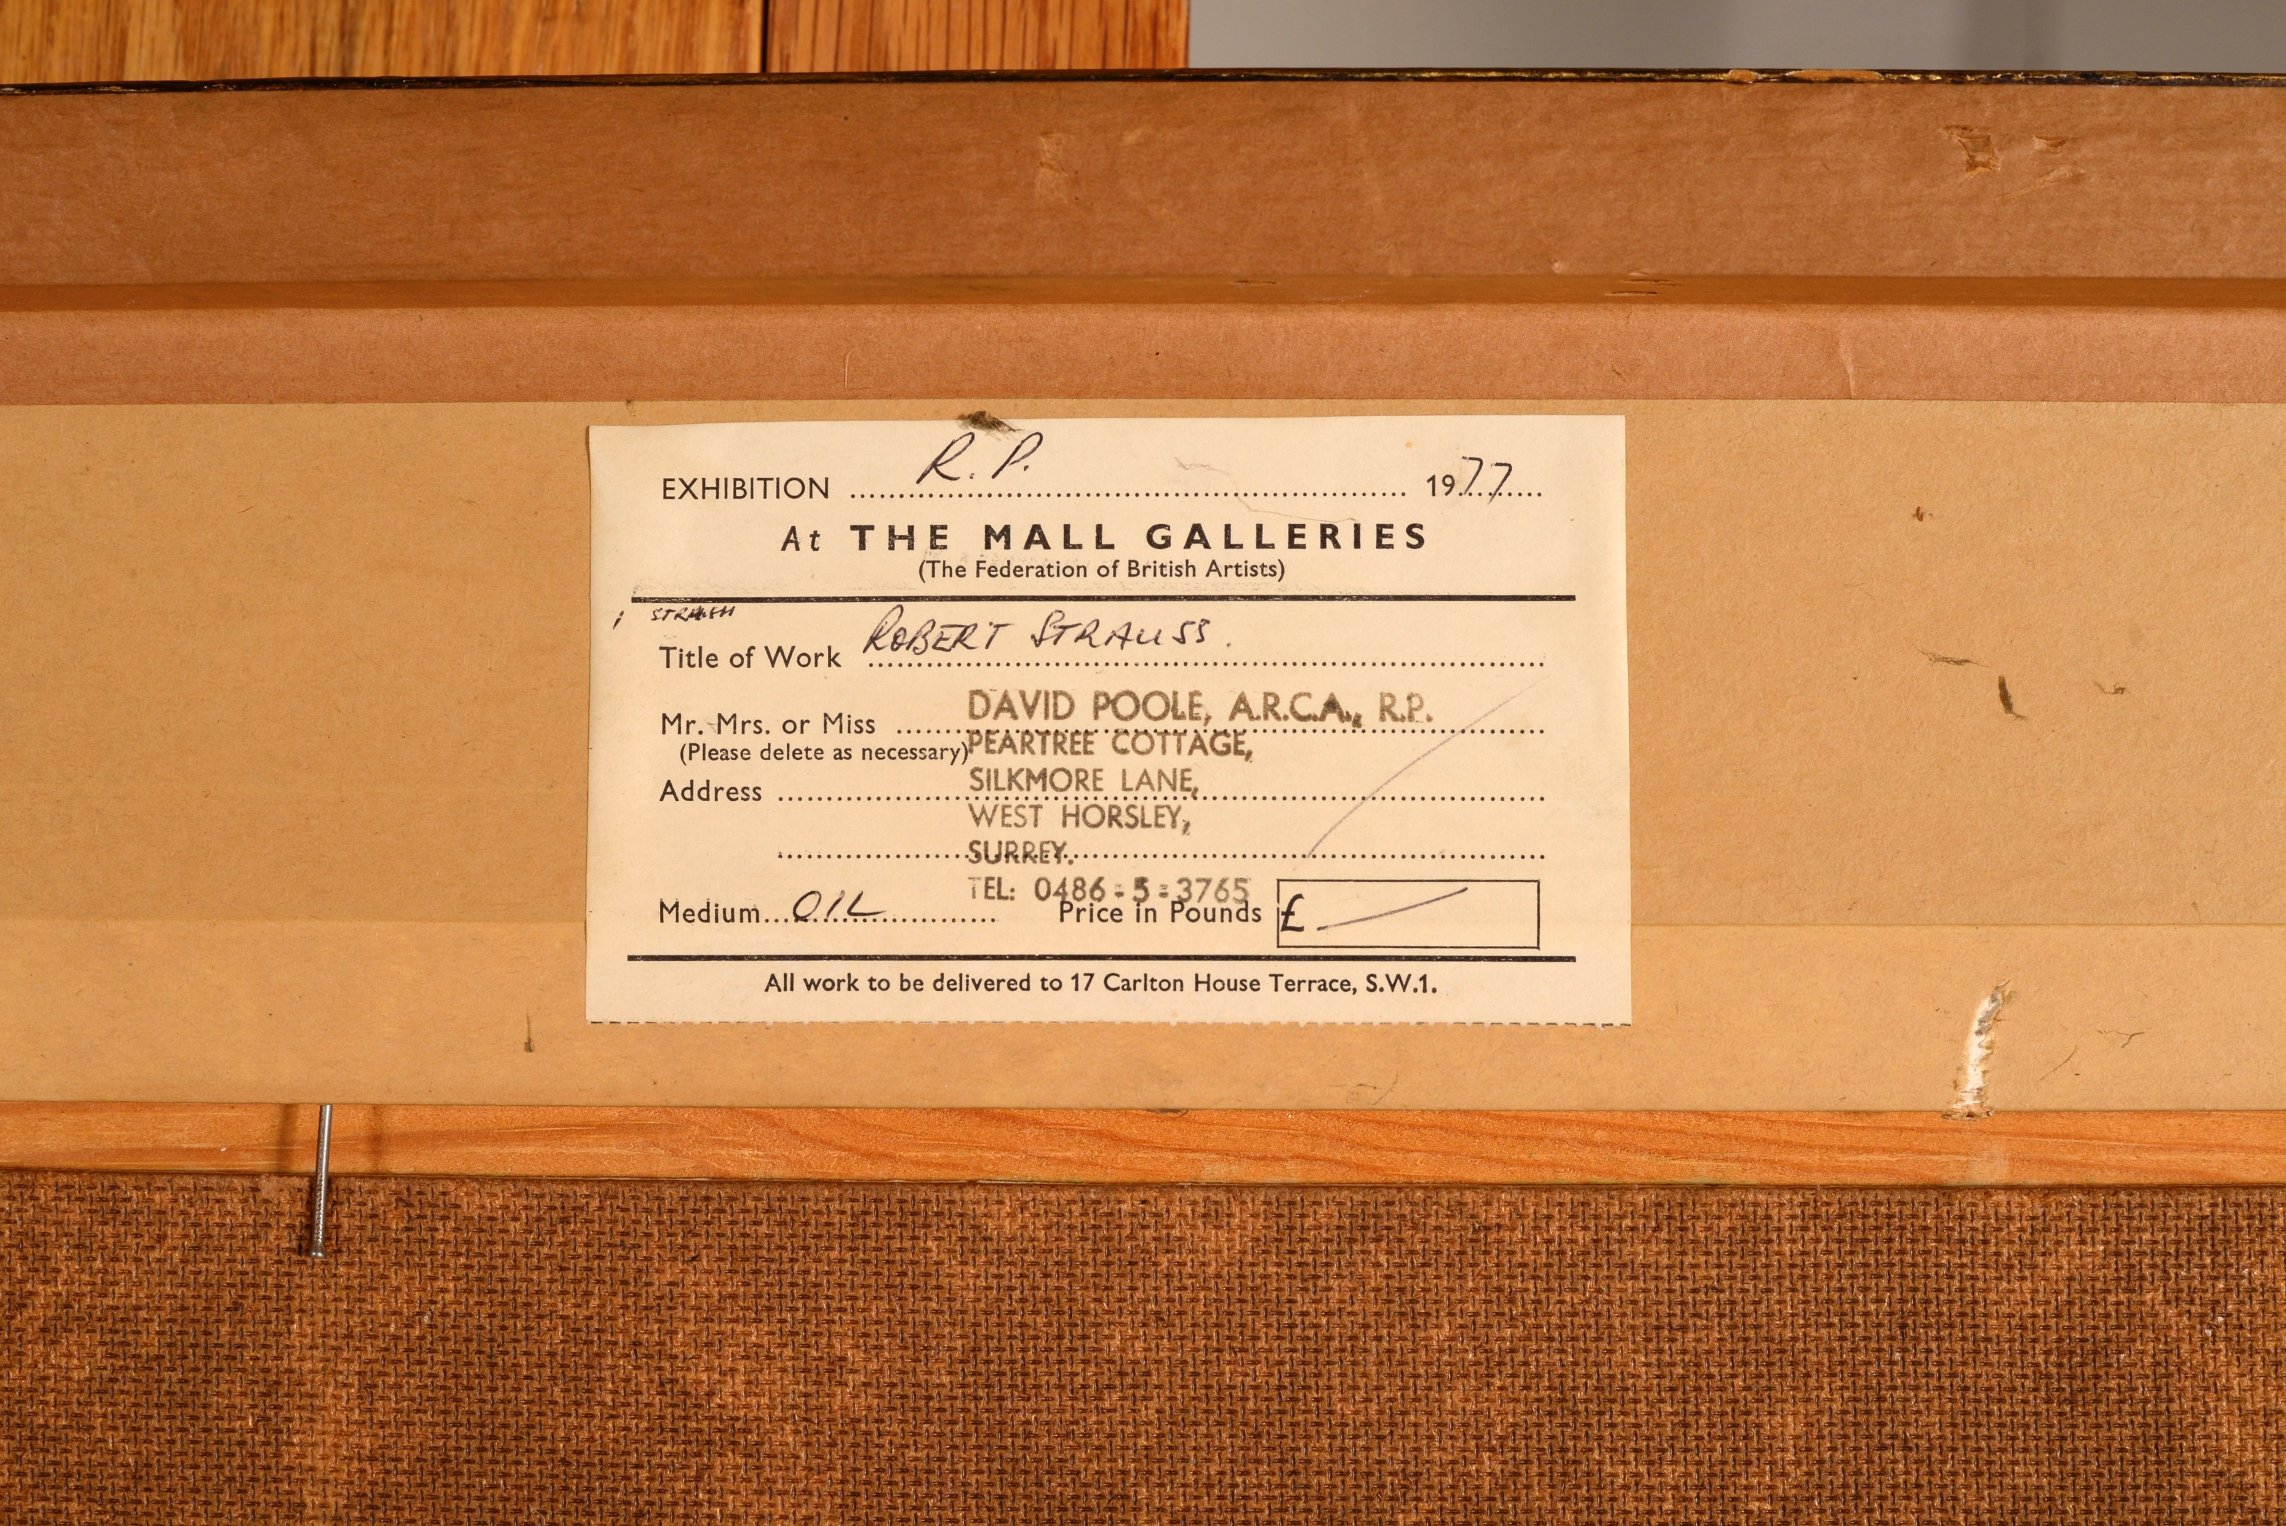 EXHIBITION R. P. 1977
At THE MALL GALLERIES
(The Federation of British Artists)
Title of Work ROBERT STRAUSS.
Mr. Mrs. or Miss DAVID POOLE, A.R.C.A., R.P.
(Please delete as necessary) PEARTREE COTTAGE,
Address SILKMORE LANE,
WEST HORSLEY,
SURREY.
TEL: 0486-5-3765
Medium OIL Price in Pounds £ —
All work to be delivered to 17 Carlton House Terrace, S.W.1.